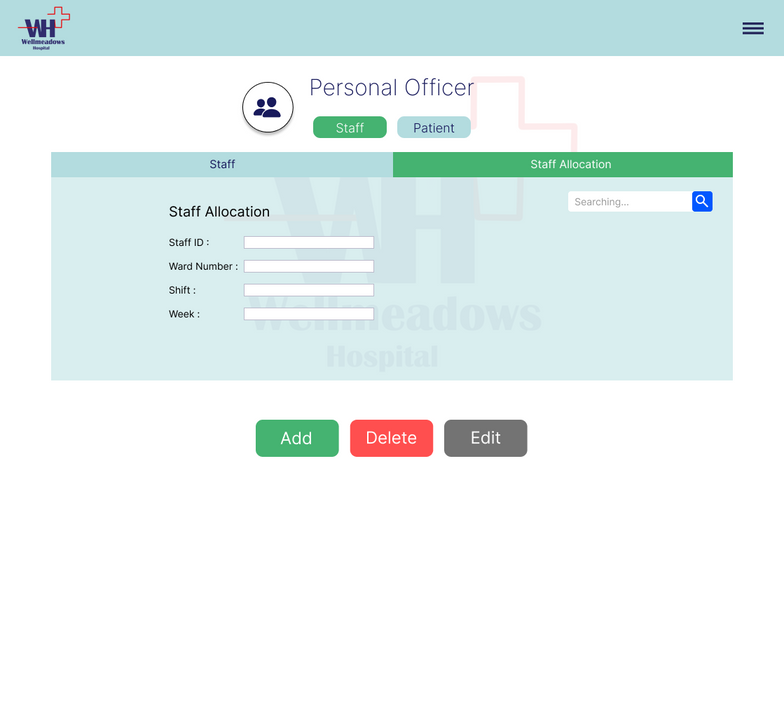 WH
Wellmeadows
Hospital
Personal Officer
Staff
Patient
Staff
Staff Allocation
Searching...
Staff Allocation
Staff ID :
Ward Number :
Shift :
Week :
WH
Wellmeadows
Hospital
Add
Delete
Edit